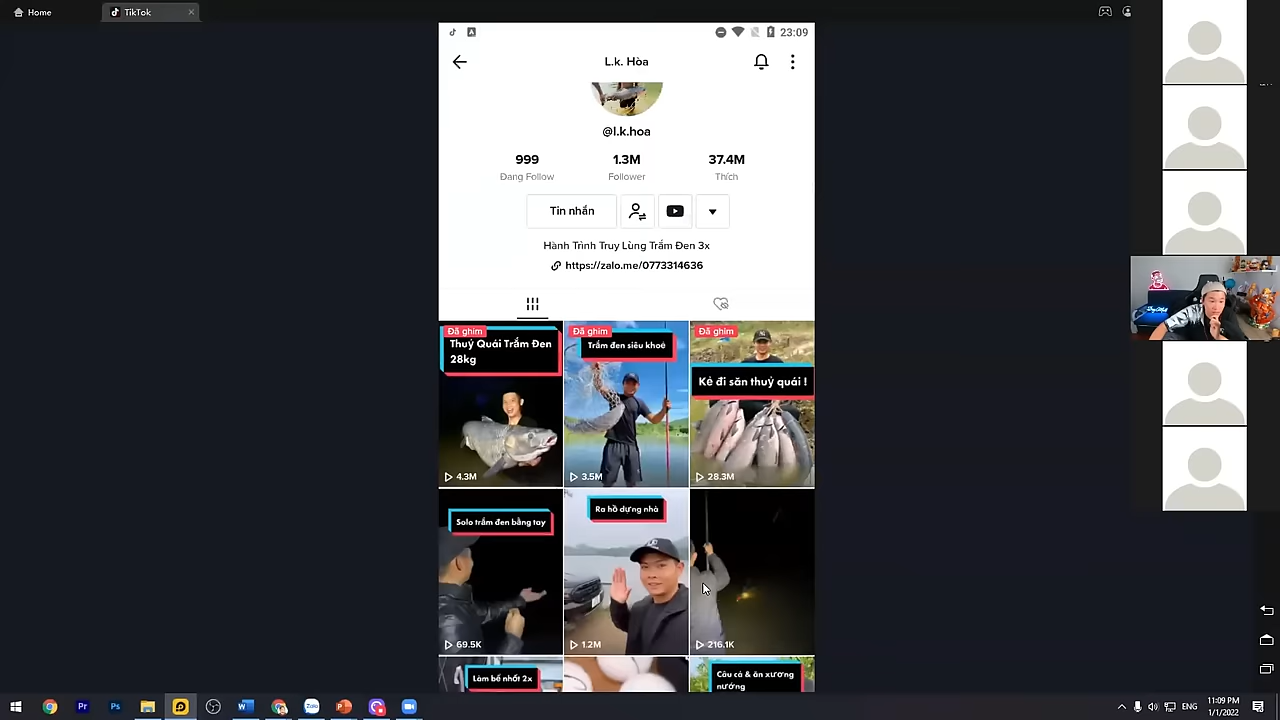 Home
TikTok
23:09
L.k. Hòa
@l.k.hoa
999 1.3M 37.4M
Đang Follow Follower Thích
Tin nhắn
Hành Trình Truy Lùng Trắm Đen 3x
https://zalo.me/0773314636
Đã ghim
Thuỷ Quái Trắm Đen
28kg
4.3M
Đã ghim
Trắm đen siêu khoẻ
3.5M
Đã ghim
Kẻ đi săn thuỷ quái !
28.3M
Solo trắm đen bằng tay
69.5K
Ra hồ dựng nhà
1.2M
216.1K
Làm bể nhốt 2x
Câu cá & ăn xương
nướng
Pr
Ps
W
Zalo
P
ENG
11:09 PM
1/1/2022